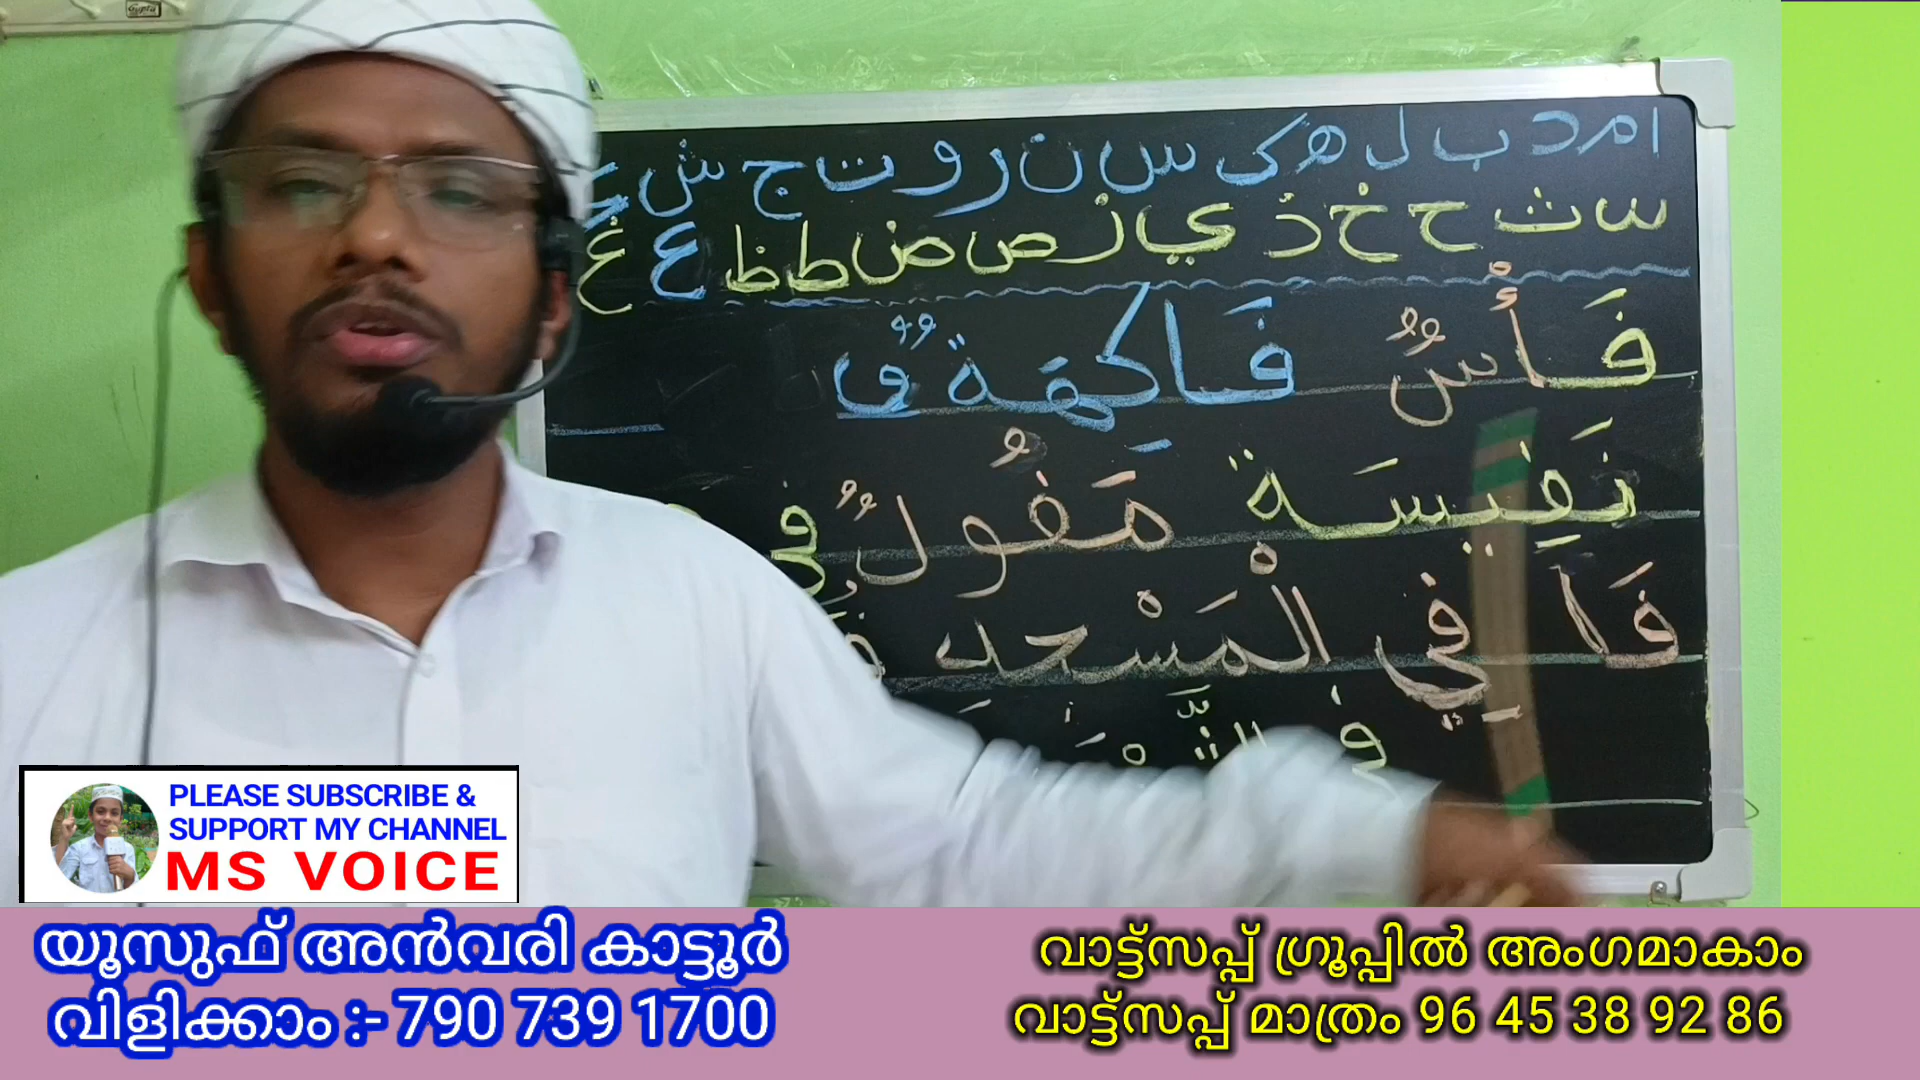 ا م د ب ل ه ک س ن ر و ت ج ش
س ث ح خ ذ ي ز ص ض ط ظ ع غ
فَأْسٌ فَاكِهَةٌ
نَفِيسَة مَفُولٌ في
فَا فِي الْمَسْجِدِ
PLEASE SUBSCRIBE &
SUPPORT MY CHANNEL
MS VOICE
യൂസുഫ് അൻവരി കാട്ടൂർ
വിളിക്കാം :- 790 739 1700
വാട്ട്സപ്പ് ഗ്രൂപ്പിൽ അംഗമാകാം
വാട്ട്സപ്പ് മാത്രം 96 45 38 92 86